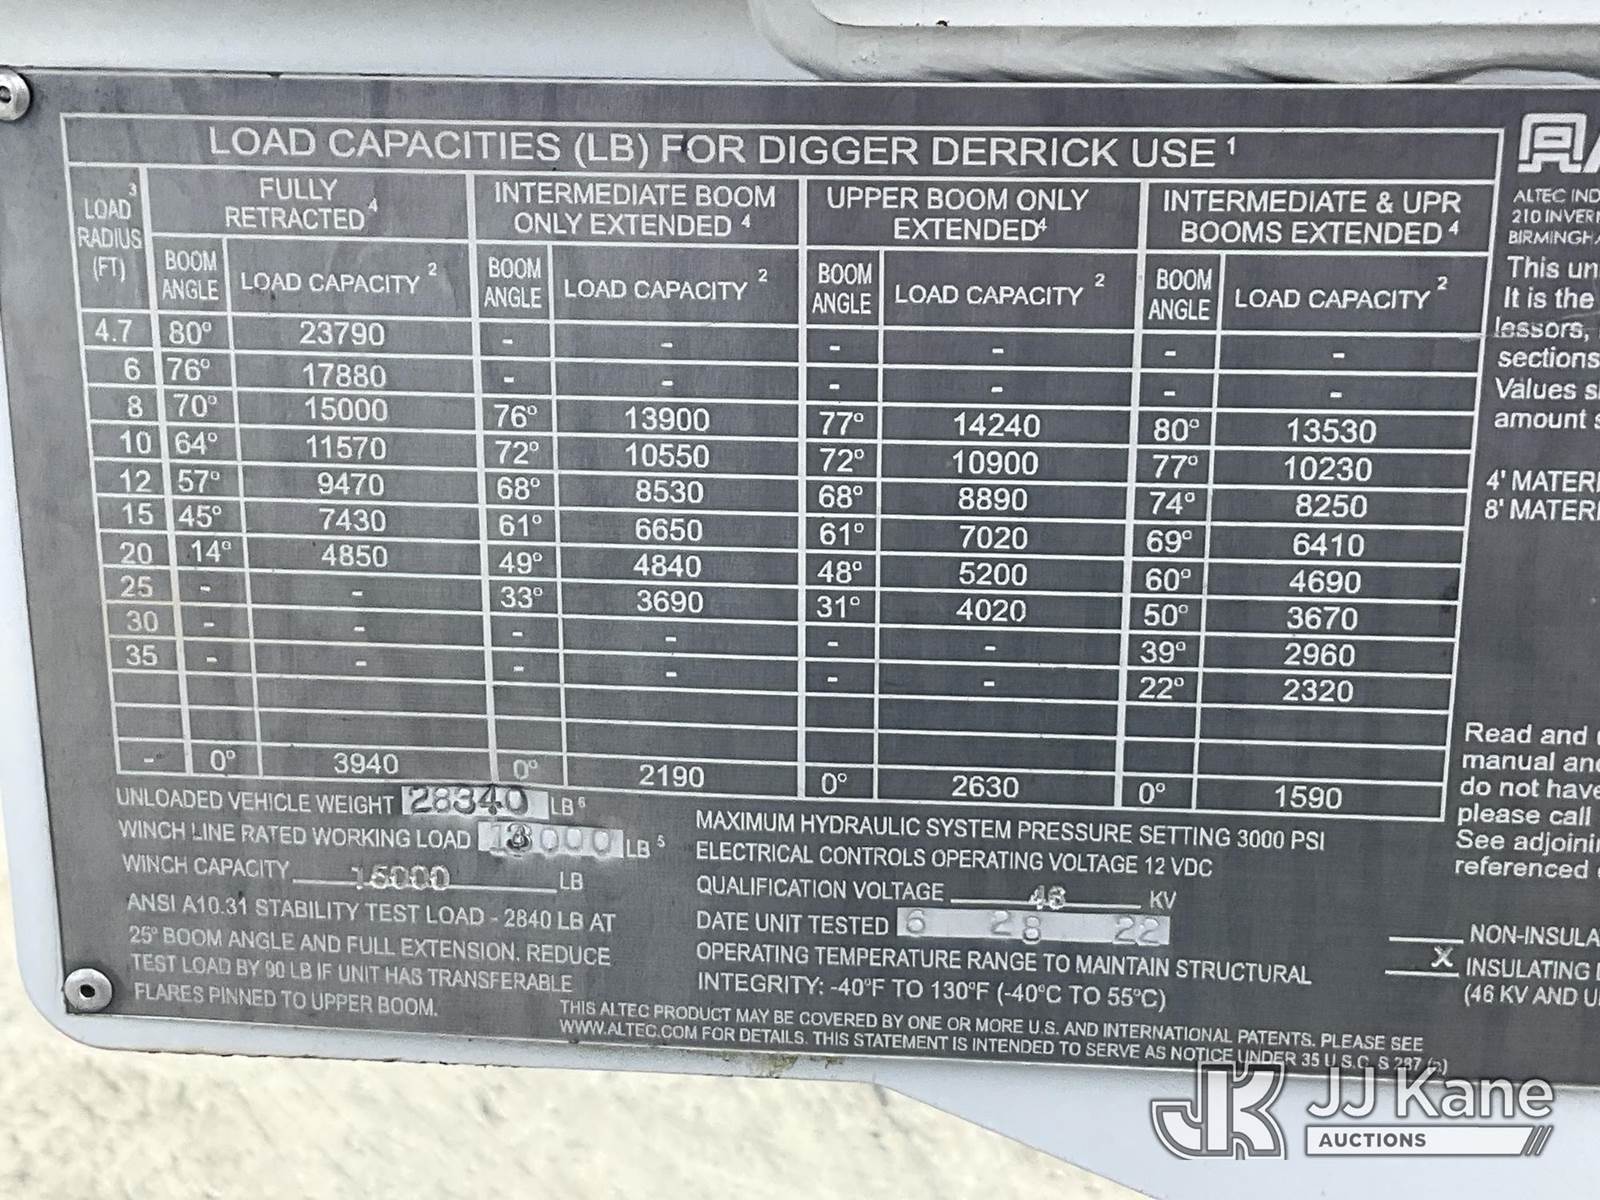 LOAD CAPACITIES (LB) FOR DIGGER DERRICK USE 1
LOAD 3 RADIUS (FT) | FULLY RETRACTED 4 | INTERMEDIATE BOOM ONLY EXTENDED 4 | UPPER BOOM ONLY EXTENDED 4 | INTERMEDIATE & UPR BOOMS EXTENDED 4
BOOM ANGLE | LOAD CAPACITY 2 | BOOM ANGLE | LOAD CAPACITY 2 | BOOM ANGLE | LOAD CAPACITY 2 | BOOM ANGLE | LOAD CAPACITY 2
4.7 80° 23790 - - - - - -
6 76° 17880 - - - - - -
8 70° 15000 76° 13900 77° 14240 80° 13530
10 64° 11570 72° 10550 72° 10900 77° 10230
12 57° 9470 68° 8530 68° 8890 74° 8250
15 45° 7430 61° 6650 61° 7020 69° 6410
20 14° 4850 49° 4840 48° 5200 60° 4690
25 - - 33° 3690 31° 4020 50° 3670
30 - - - - - - 39° 2960
35 - - - - - - 22° 2320
- 0° 3940 0° 2190 0° 2630 0° 1590
UNLOADED VEHICLE WEIGHT 28340 LB 6
WINCH LINE RATED WORKING LOAD 13000 LB 5
WINCH CAPACITY 15000 LB
ANSI A10.31 STABILITY TEST LOAD - 2840 LB AT
25° BOOM ANGLE AND FULL EXTENSION. REDUCE
TEST LOAD BY 90 LB IF UNIT HAS TRANSFERABLE
FLARES PINNED TO UPPER BOOM.
MAXIMUM HYDRAULIC SYSTEM PRESSURE SETTING 3000 PSI
ELECTRICAL CONTROLS OPERATING VOLTAGE 12 VDC
QUALIFICATION VOLTAGE 46 KV
DATE UNIT TESTED 6 28 22
OPERATING TEMPERATURE RANGE TO MAINTAIN STRUCTURAL
INTEGRITY: -40°F TO 130°F (-40°C TO 55°C)
THIS ALTEC PRODUCT MAY BE COVERED BY ONE OR MORE U.S. AND INTERNATIONAL PATENTS. PLEASE SEE
WWW.ALTEC.COM FOR DETAILS. THIS STATEMENT IS INTENDED TO SERVE AS NOTICE UNDER 35 U.S.C. S 287 (a)
ALTEC IND
210 INVER
BIRMINGHA
This un
It is the
lessors,
sections
Values s
amount
4' MATERI
8' MATERI
Read and
manual and
do not have
please call
See adjoini
referenced
NON-INSULA
X INSULATING
(46 KV AND U
JJ Kane
AUCTIONS